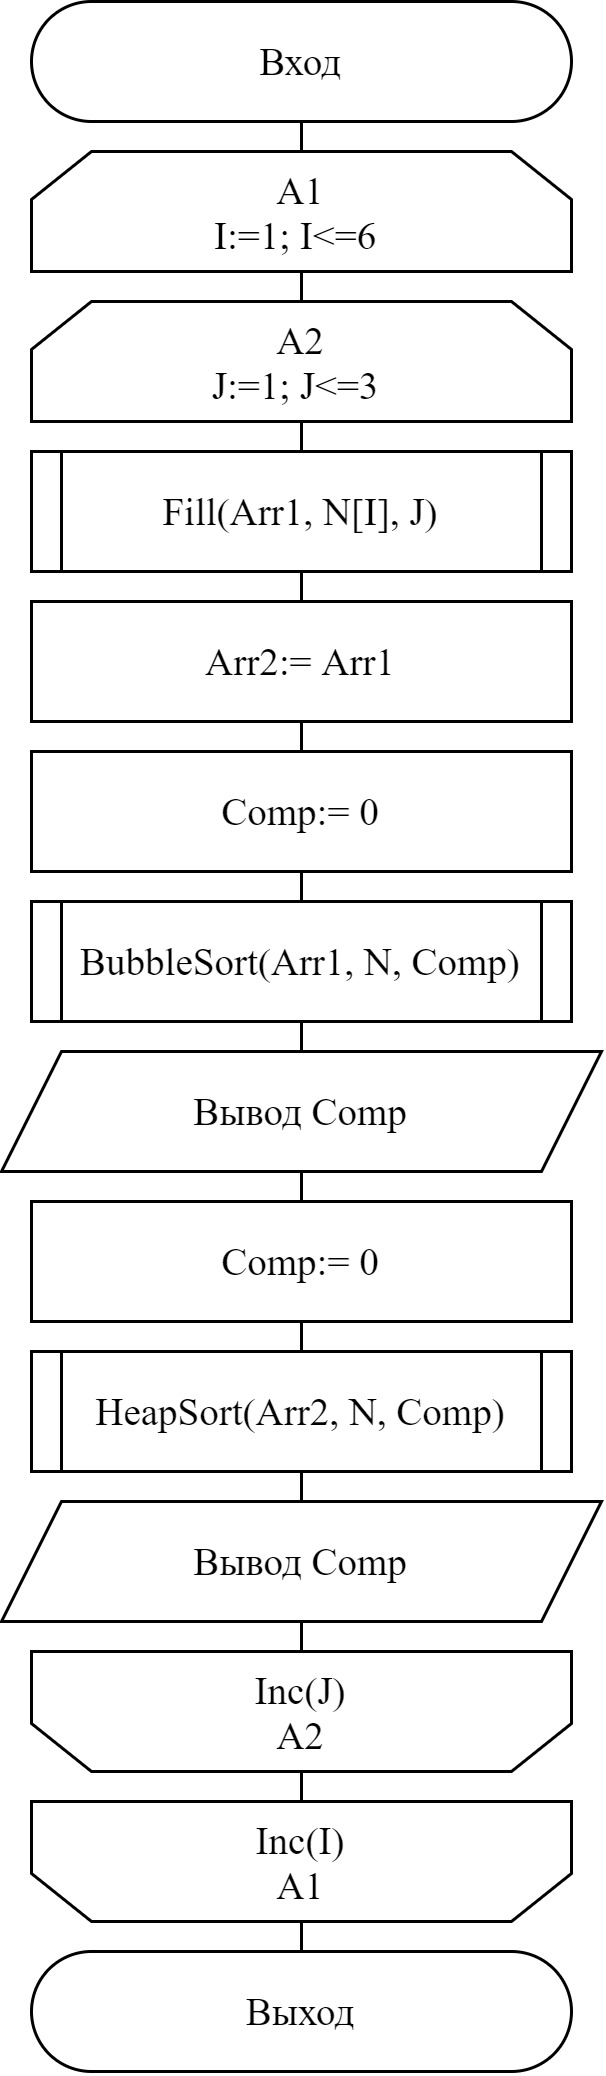 Вход
A1
I:=1; I<=6
A2
J:=1; J<=3
Fill(Arr1, N[I], J)
Arr2:= Arr1
Comp:= 0
BubbleSort(Arr1, N, Comp)
Вывод Comp
Comp:= 0
HeapSort(Arr2, N, Comp)
Вывод Comp
Inc(J)
A2
Inc(I)
A1
Выход